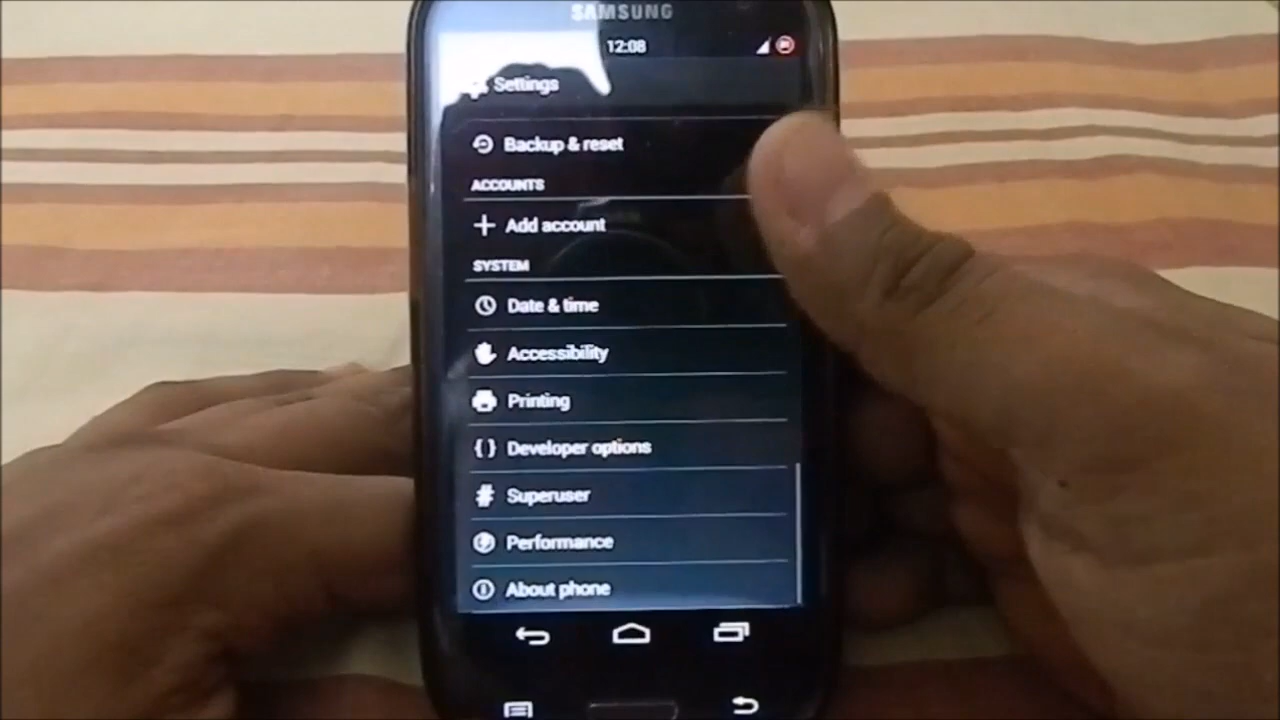 SAMSUNG
12:08
Settings
Backup & reset
ACCOUNTS
Add account
SYSTEM
Date & time
Accessibility
Printing
{ } Developer options
# Superuser
Performance
About phone